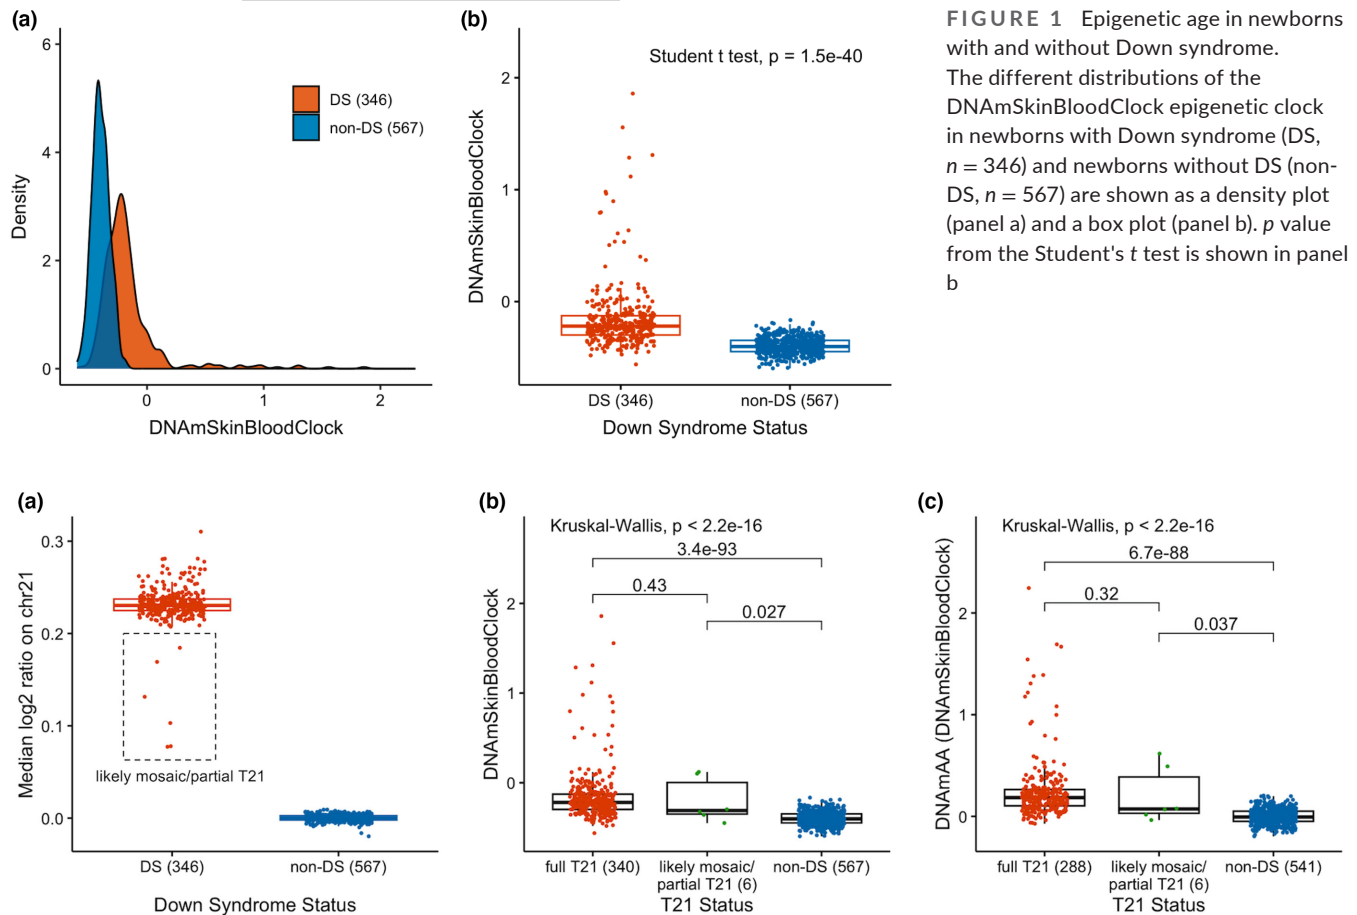 (a)
6
4
2
0
Density
DS (346)
non-DS (567)
0 1 2
DNAmSkinBloodClock
(b)
Student t test, p = 1.5e-40
2
1
0
DNAmSkinBloodClock
DS (346) non-DS (567)
Down Syndrome Status
FIGURE 1 Epigenetic age in newborns
with and without Down syndrome.
The different distributions of the
DNAmSkinBloodClock epigenetic clock
in newborns with Down syndrome (DS,
n = 346) and newborns without DS (non-
DS, n = 567) are shown as a density plot
(panel a) and a box plot (panel b). p value
from the Student's t test is shown in panel
b
(a)
0.3
0.2
0.1
0.0
Median log2 ratio on chr21
likely mosaic/partial T21
DS (346) non-DS (567)
Down Syndrome Status
(b)
Kruskal-Wallis, p < 2.2e-16
3.4e-93
0.43
0.027
2
1
0
DNAmSkinBloodClock
full T21 (340) likely mosaic/ non-DS (567)
partial T21 (6)
T21 Status
(c)
Kruskal-Wallis, p < 2.2e-16
6.7e-88
0.32
0.037
2
1
0
DNAmAA (DNAmSkinBloodClock)
full T21 (288) likely mosaic/ non-DS (541)
partial T21 (6)
T21 Status